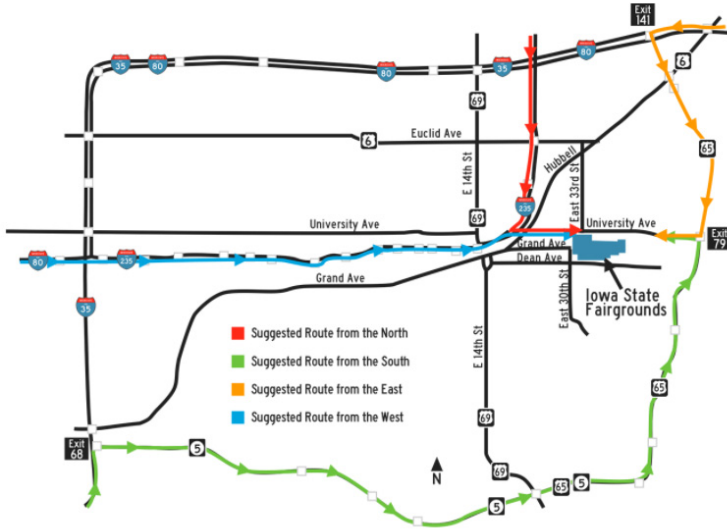 Exit
141
35
80
80
35
80
6
69
65
6
Euclid Ave
Hubbell
E 14th St
East 33rd St
69
235
University Ave
University Ave
Exit
79
80
235
Grand Ave
Dean Ave
Grand Ave
35
East 30th St
Iowa State
Fairgrounds
Suggested Route from the North
Suggested Route from the South
Suggested Route from the East
Suggested Route from the West
E 14th St
65
69
Exit
68
5
N
69
65
5
5